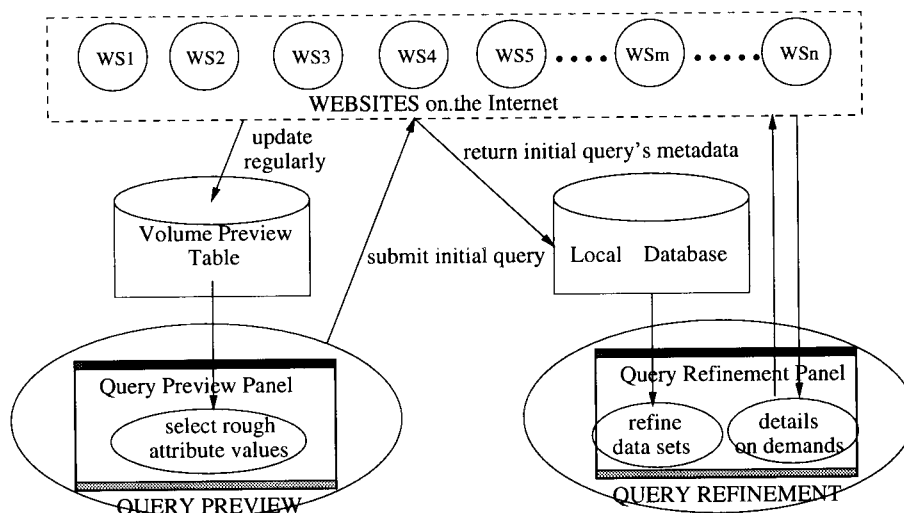 WS1 WS2 WS3 WS4 WS5 WSm WSn
WEBSITES on the Internet
update
regularly
return initial query's metadata
Volume Preview
Table
submit initial query
Local Database
Query Preview Panel
select rough
attribute values
QUERY PREVIEW
Query Refinement Panel
refine
data sets
details
on demands
QUERY REFINEMENT